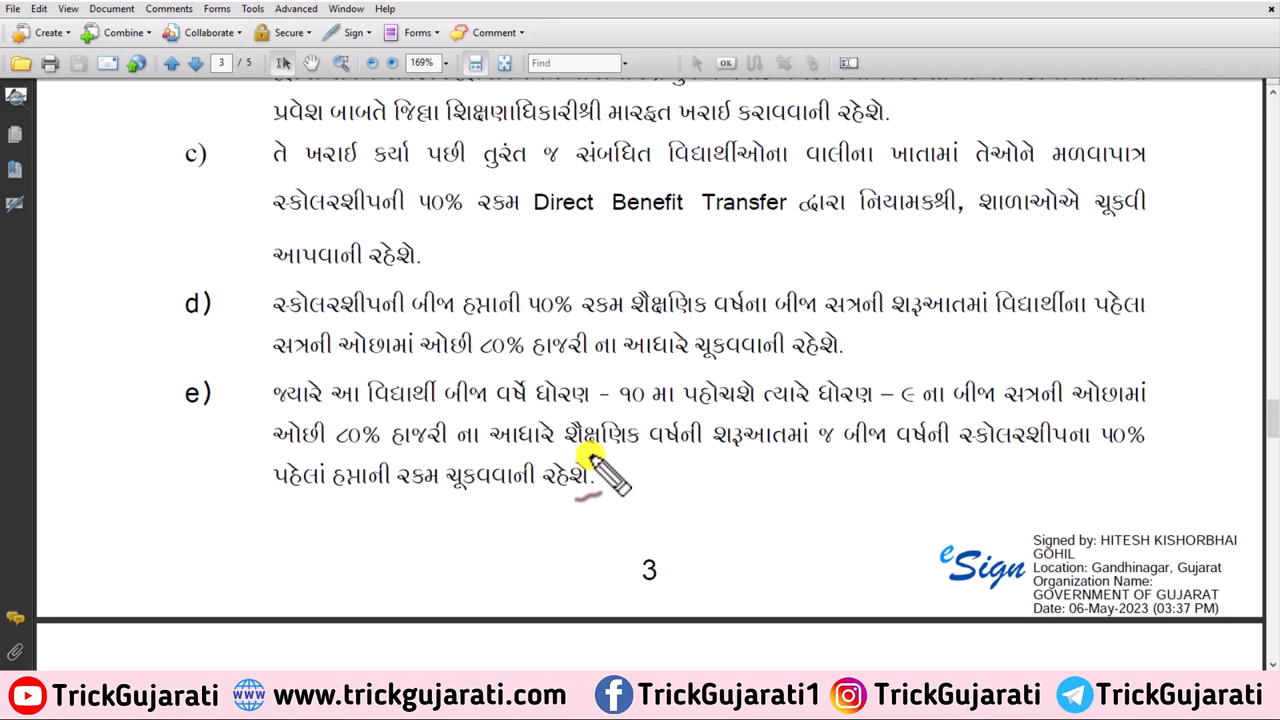 File Edit View Document Comments Forms Tools Advanced Window Help
Create Combine Collaborate Secure Sign Forms Comment
3 / 5 169% Find
પ્રવેશ બાબતે જિલ્લા શિક્ષણાધિકારીશ્રી મારફત ખરાઈ કરાવવાની રહેશે.
c) તે ખરાઈ કર્યા પછી તુરંત જ સંબધિત વિદ્યાર્થીઓના વાલીના ખાતામાં તેઓને મળવાપાત્ર
સ્કોલરશીપની ૫૦% રકમ Direct Benefit Transfer દ્વારા નિયામકશ્રી, શાળાઓએ ચૂકવી
આપવાની રહેશે.
d) સ્કોલરશીપની બીજા હપ્તાની ૫૦% રકમ શૈક્ષણિક વર્ષના બીજા સત્રની શરૂઆતમાં વિદ્યાર્થીના પહેલા
સત્રની ઓછામાં ઓછી ૮૦% હાજરી ના આધારે ચૂકવવાની રહેશે.
e) જ્યારે આ વિદ્યાર્થી બીજા વર્ષે ધોરણ - ૧૦ મા પહોચશે ત્યારે ધોરણ – ૯ ના બીજા સત્રની ઓછામાં
ઓછી ૮૦% હાજરી ના આધારે શૈક્ષણિક વર્ષની શરૂઆતમાં જ બીજા વર્ષની સ્કોલરશીપના ૫૦%
પહેલાં હપ્તાની રકમ ચૂકવવાની રહેશે.
3
eSign
Signed by: HITESH KISHORBHAI
GOHIL
Location: Gandhinagar, Gujarat
Organization Name:
GOVERNMENT OF GUJARAT
Date: 06-May-2023 (03:37 PM)
TrickGujarati www.trickgujarati.com TrickGujarati1 TrickGujarati TrickGujarati